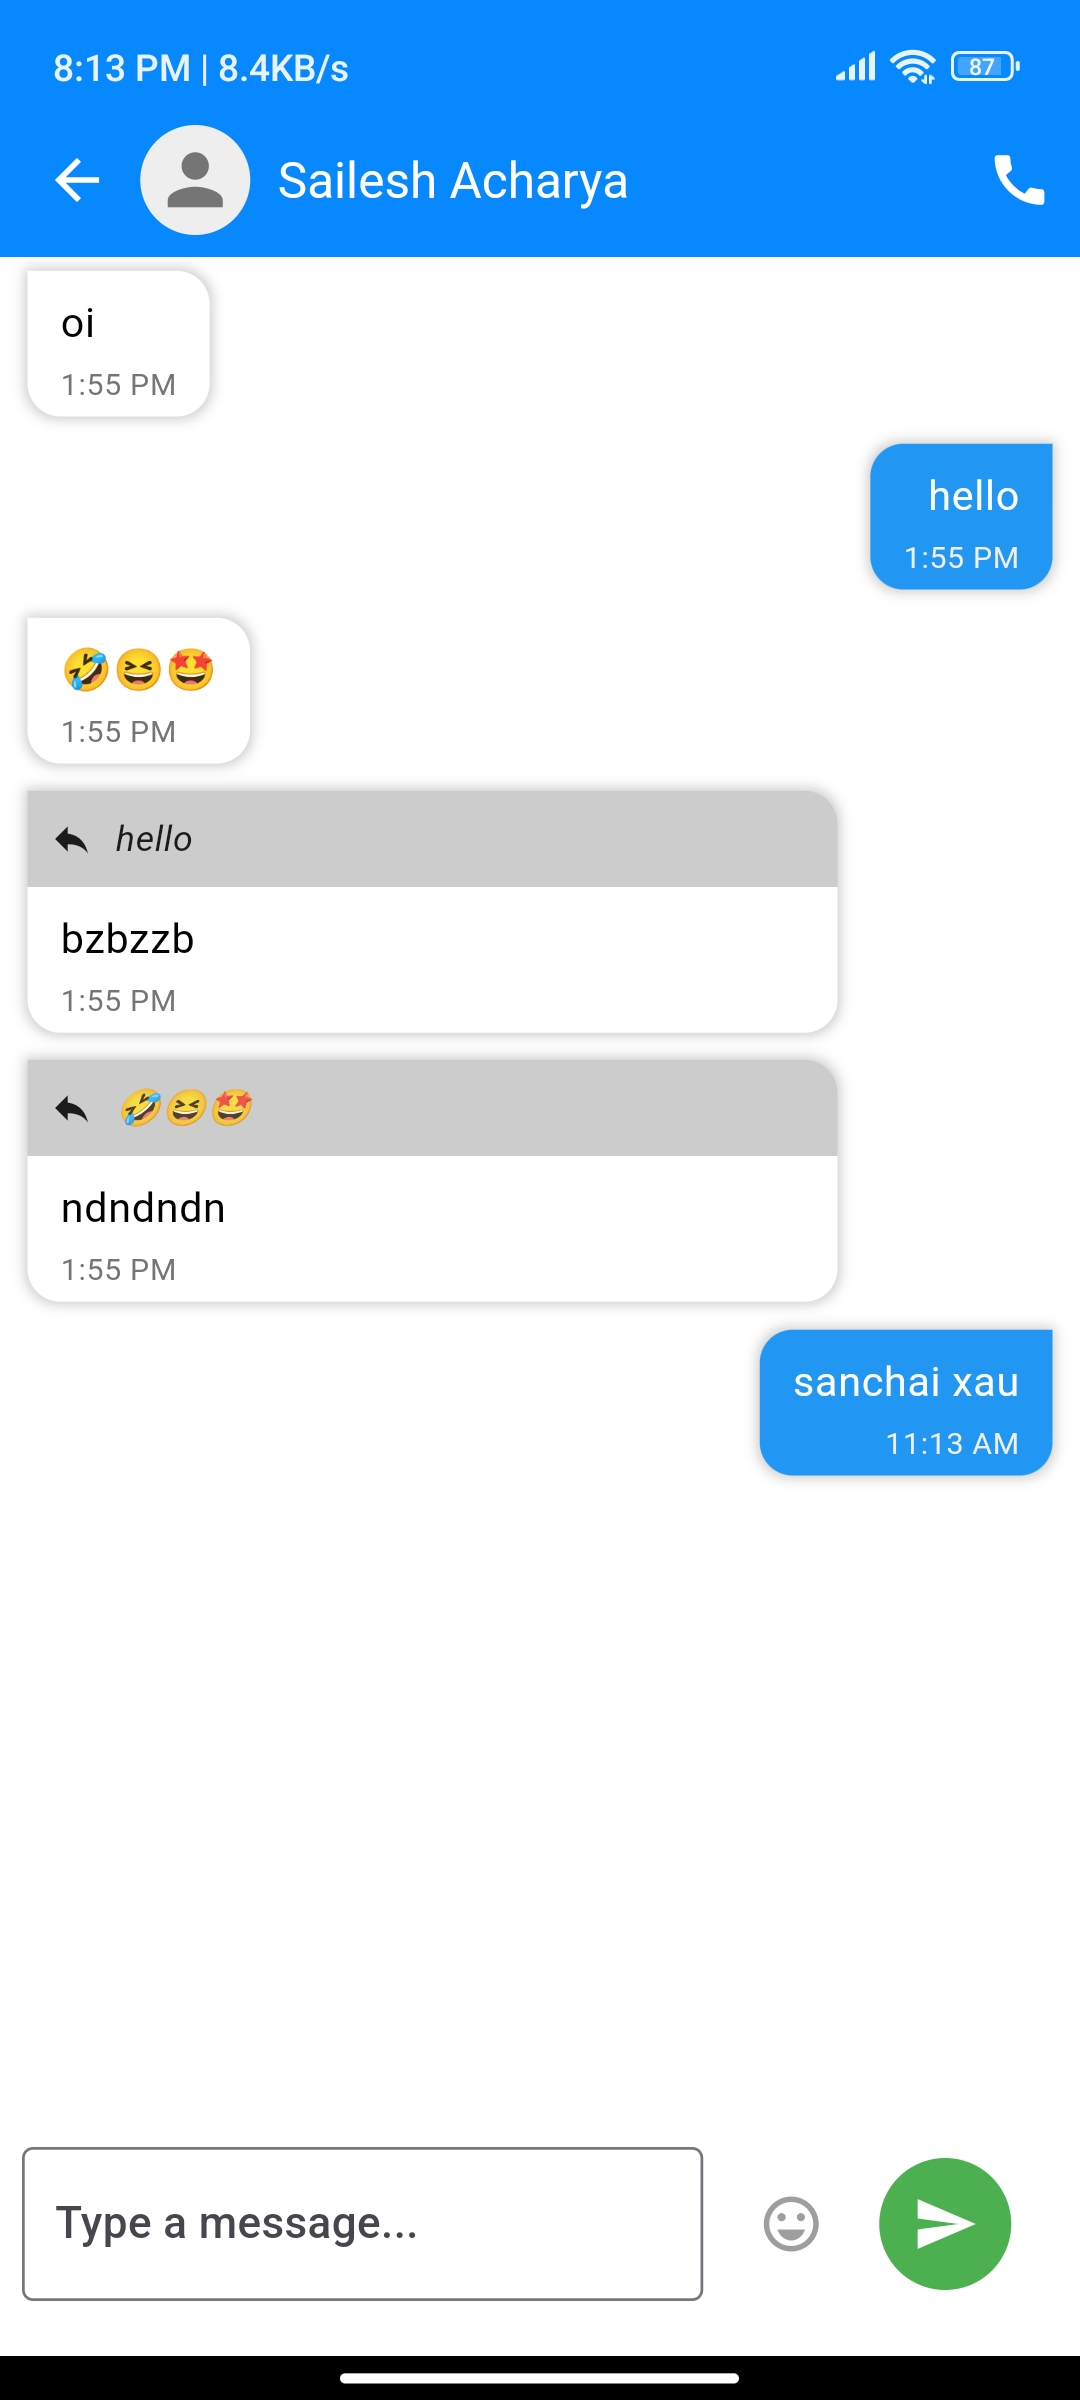 8:13 PM | 8.4KB/s 87
Sailesh Acharya
oi
1:55 PM
hello
1:55 PM
🤣😆🤩
1:55 PM
hello
bzbzzb
1:55 PM
🤣😆🤩
ndndndn
1:55 PM
sanchai xau
11:13 AM
Type a message...